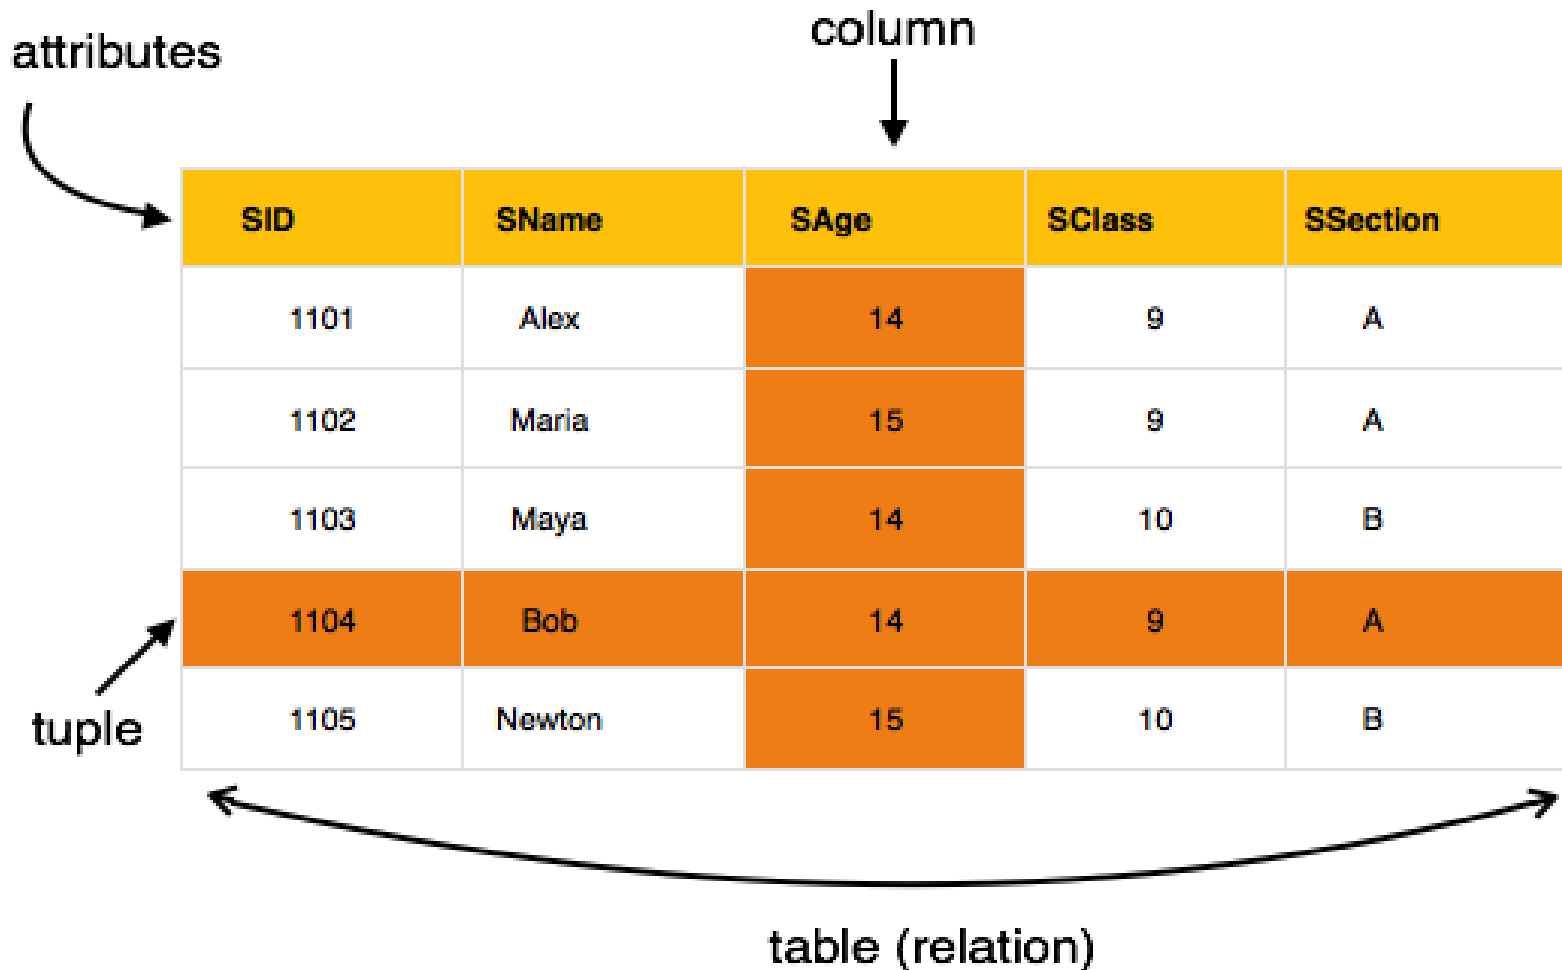 attributes
column
SID SName SAge SClass SSection
1101 Alex 14 9 A
1102 Maria 15 9 A
1103 Maya 14 10 B
1104 Bob 14 9 A
tuple
1105 Newton 15 10 B
table (relation)